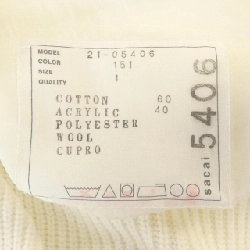 MODEL 21-05406
COLOR 151
SIZE
QUALITY 1
COTTON 60
ACRYLIC 40
POLYESTER
WOOL
CUPRO
sacai 5406